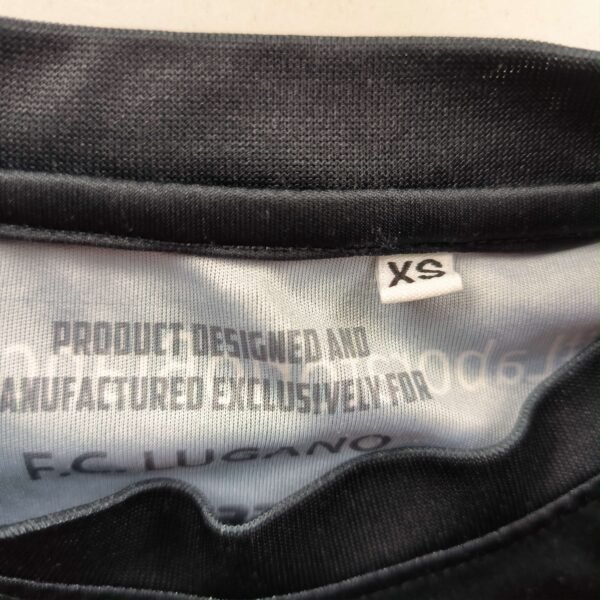 XS
PRODUCT DESIGNED AND
ANUFACTURED EXCLUSIVELY FOR
F.C. LUGANO